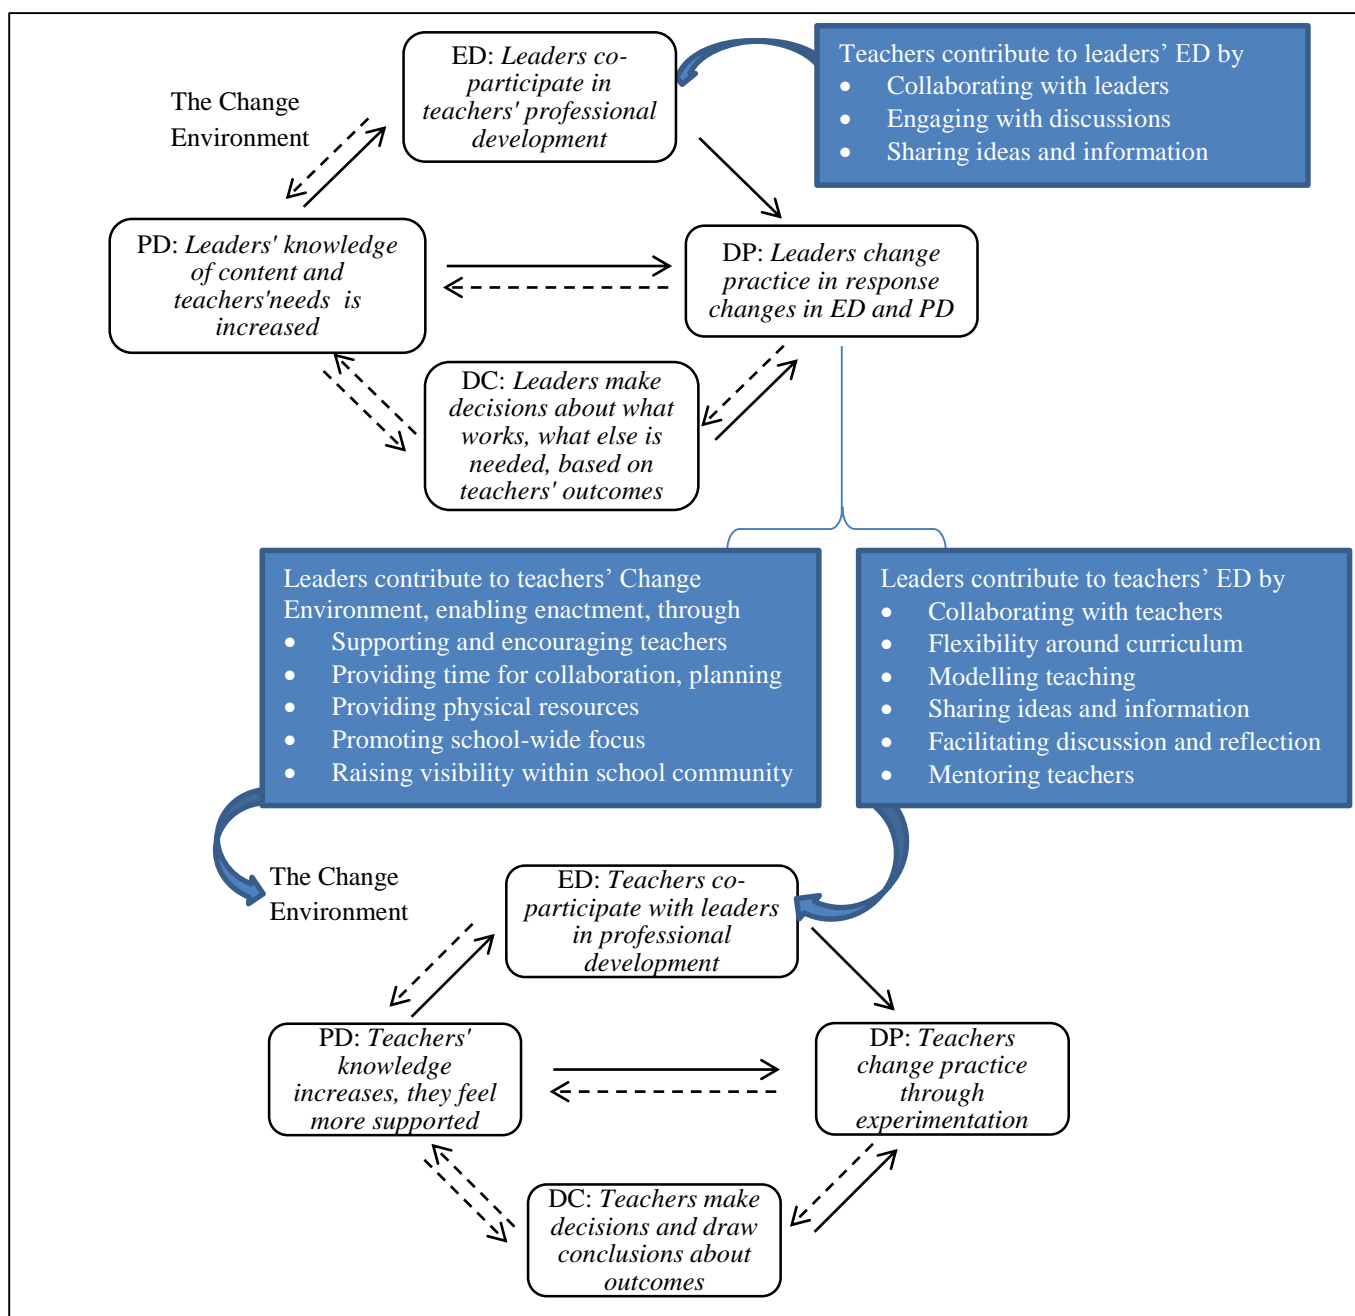 ED: Leaders co-
participate in
teachers' professional
development
Teachers contribute to leaders’ ED by
• Collaborating with leaders
• Engaging with discussions
• Sharing ideas and information
The Change
Environment
PD: Leaders' knowledge
of content and
teachers'needs is
increased
DP: Leaders change
practice in response
changes in ED and PD
DC: Leaders make
decisions about what
works, what else is
needed, based on
teachers' outcomes
Leaders contribute to teachers’ Change
Environment, enabling enactment, through
• Supporting and encouraging teachers
• Providing time for collaboration, planning
• Providing physical resources
• Promoting school-wide focus
• Raising visibility within school community
Leaders contribute to teachers’ ED by
• Collaborating with teachers
• Flexibility around curriculum
• Modelling teaching
• Sharing ideas and information
• Facilitating discussion and reflection
• Mentoring teachers
The Change
Environment
ED: Teachers co-
participate with leaders
in professional
development
PD: Teachers'
knowledge
increases, they feel
more supported
DP: Teachers
change practice
through
experimentation
DC: Teachers make
decisions and draw
conclusions about
outcomes